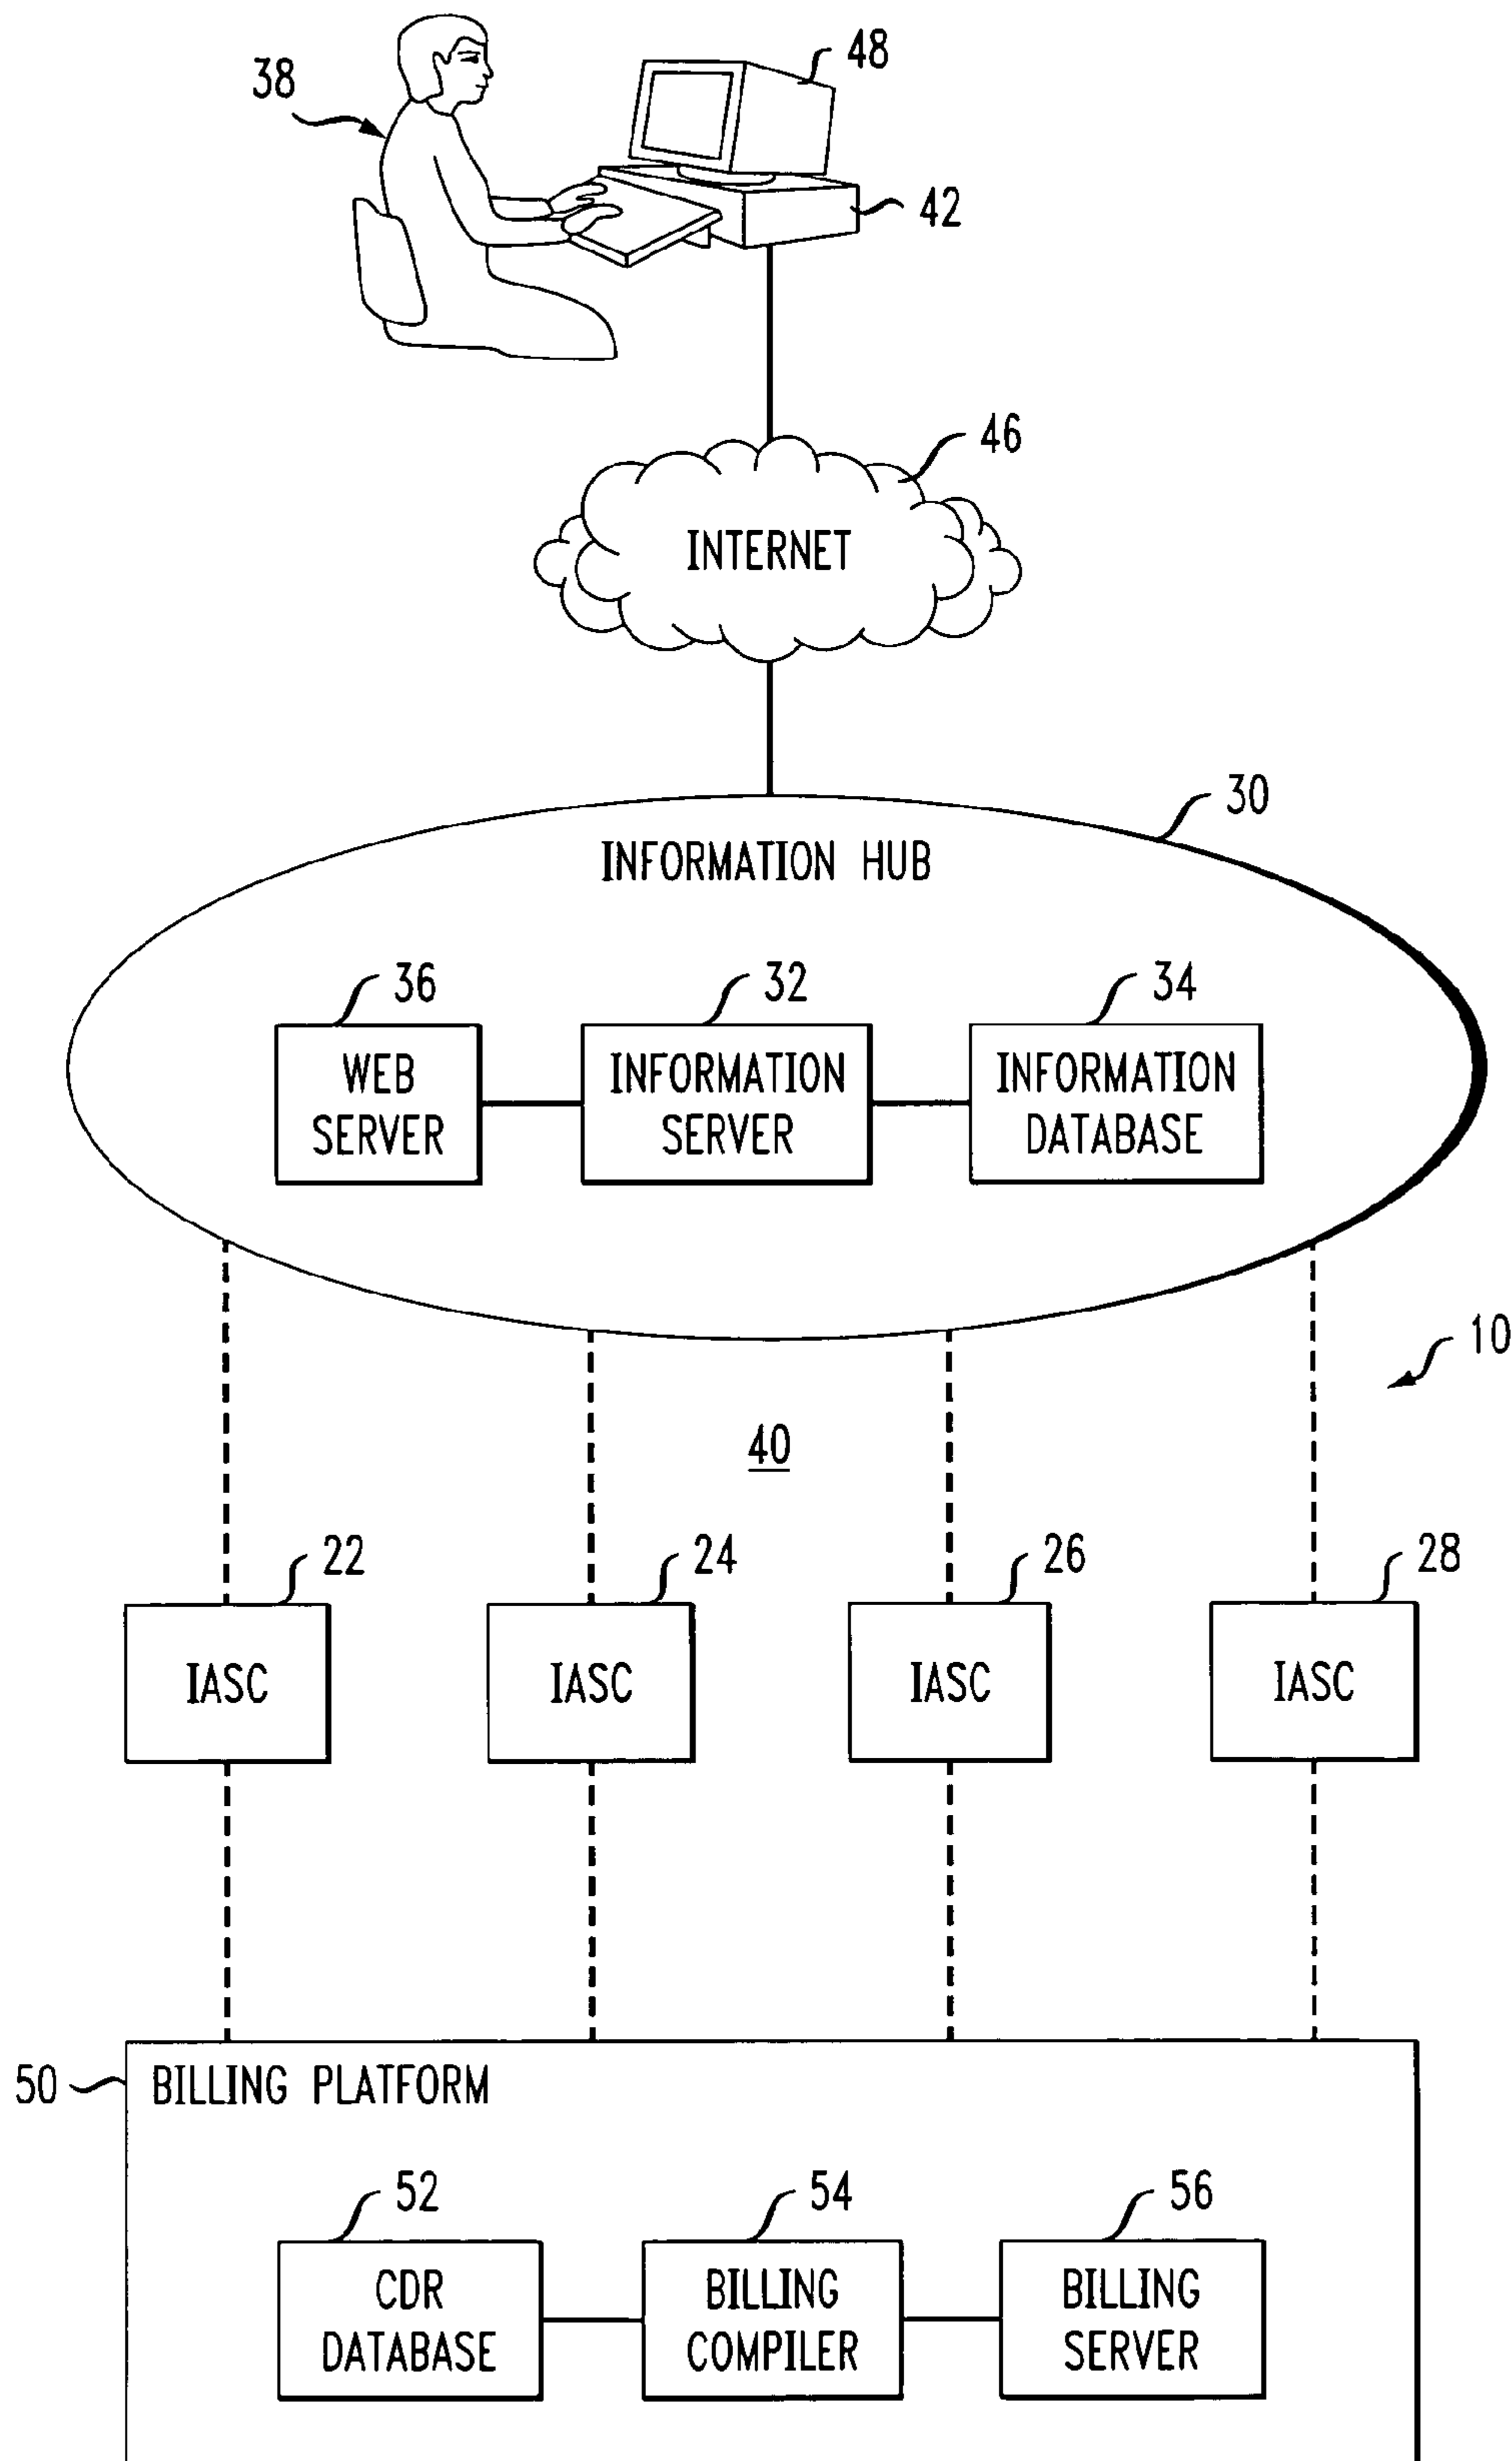 38
48
42
46
INTERNET
30
INFORMATION HUB
36
32
34
WEB
SERVER
INFORMATION
SERVER
INFORMATION
DATABASE
10
40
22
24
26
28
IASC
IASC
IASC
IASC
50
BILLING PLATFORM
52
54
56
CDR
DATABASE
BILLING
COMPILER
BILLING
SERVER